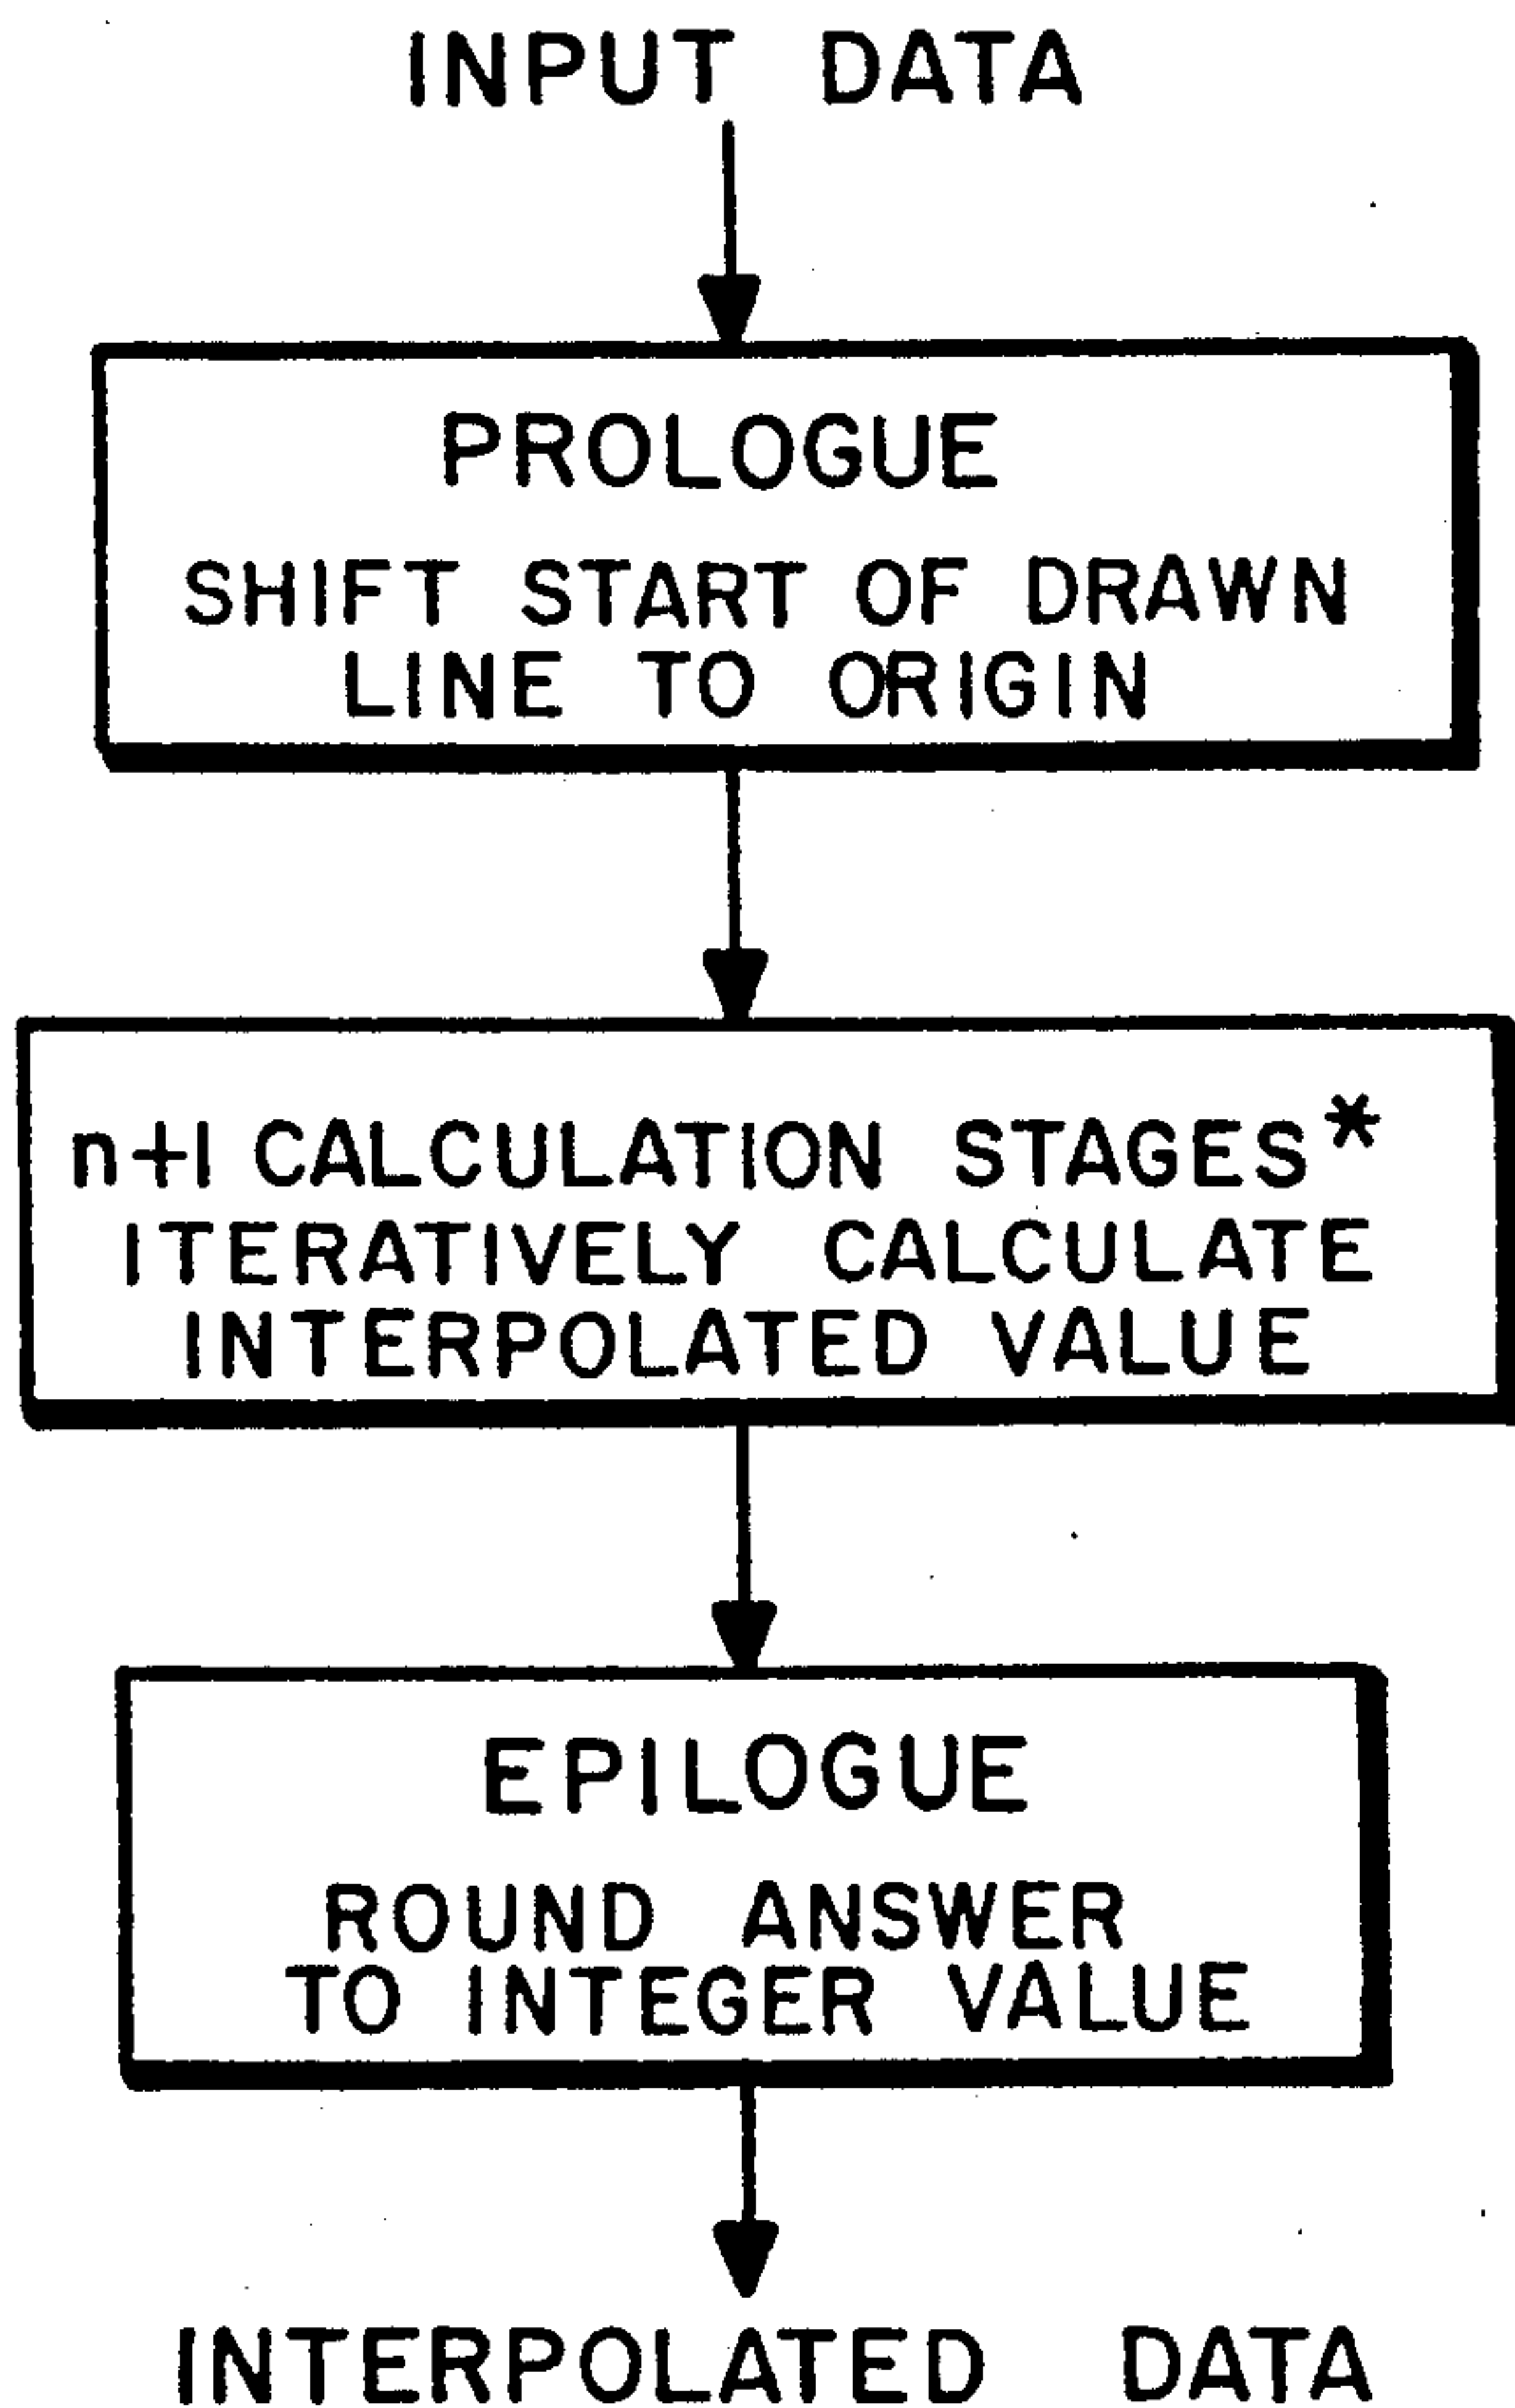 INPUT DATA
PROLOGUE
SHIFT START OF DRAWN
LINE TO ORIGIN
n+1 CALCULATION STAGES*
ITERATIVELY CALCULATE
INTERPOLATED VALUE
EPILOGUE
ROUND ANSWER
TO INTEGER VALUE
INTERPOLATED DATA